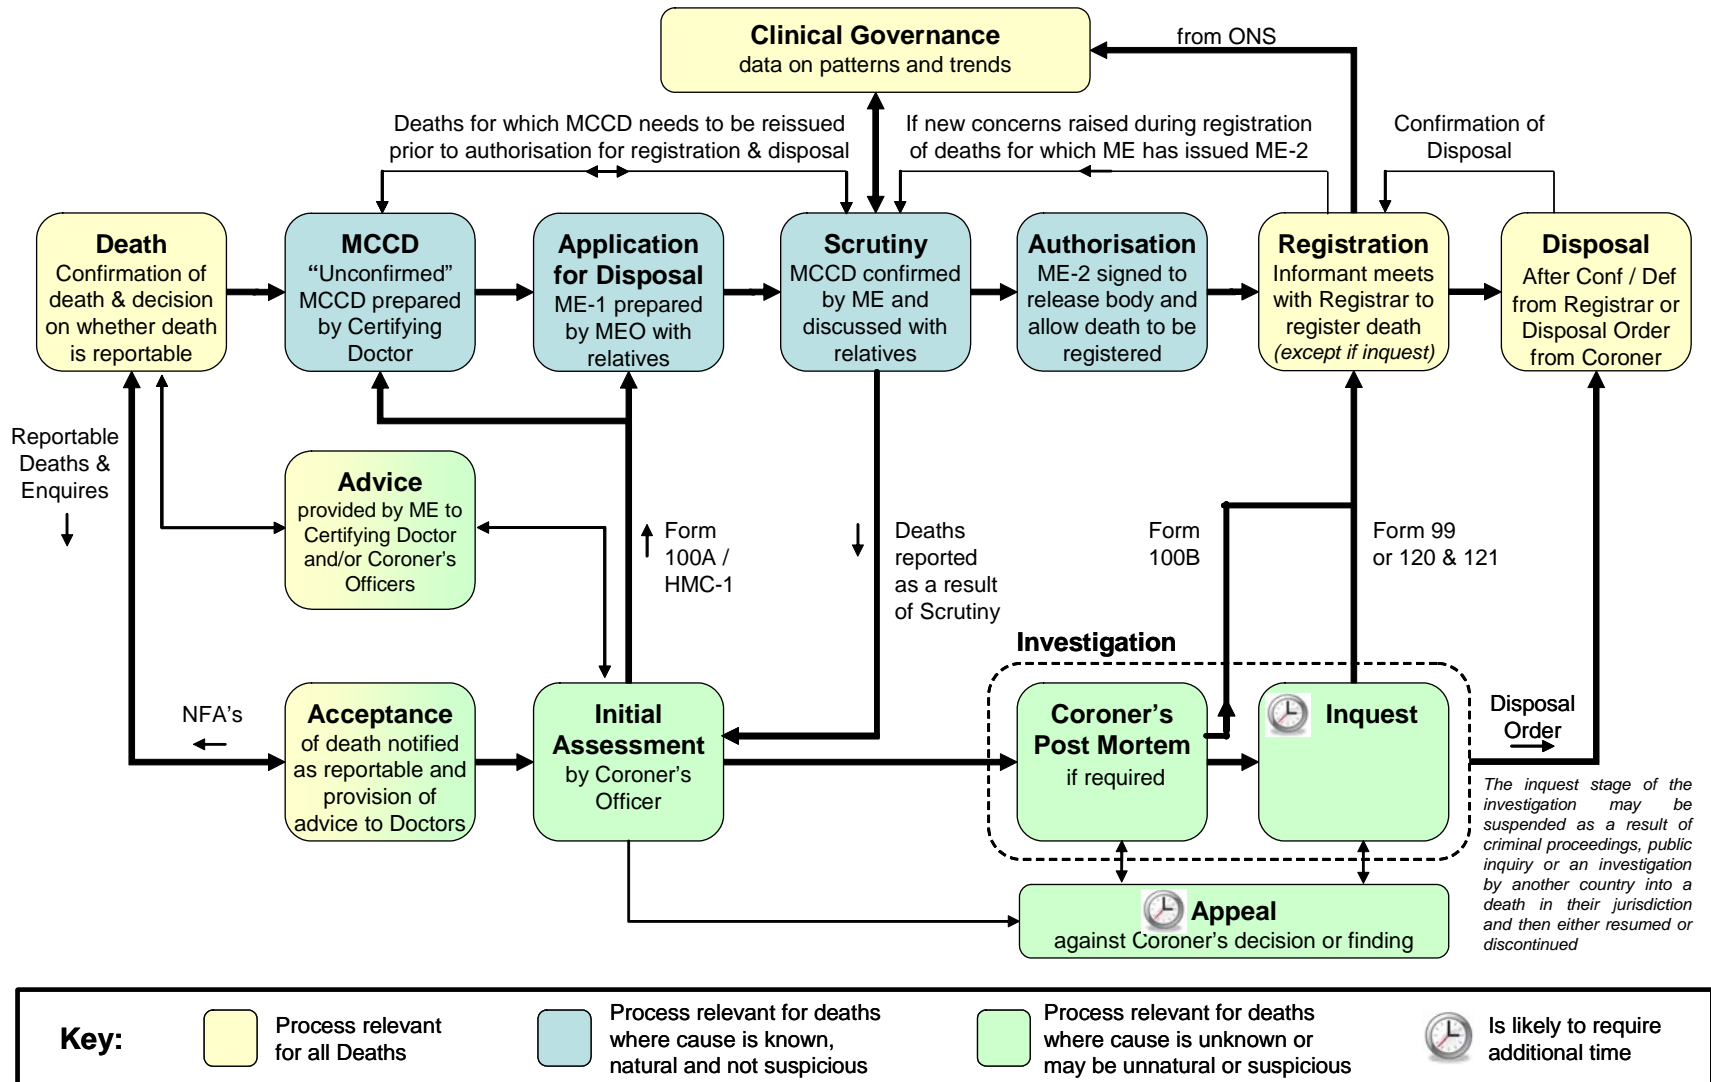 Clinical Governance
data on patterns and trends
from ONS
Deaths for which MCCD needs to be reissued
prior to authorisation for registration & disposal
If new concerns raised during registration
of deaths for which ME has issued ME-2
Confirmation of
Disposal
Death
Confirmation of
death & decision
on whether death
is reportable
MCCD
“Unconfirmed”
MCCD prepared
by Certifying
Doctor
Application
for Disposal
ME-1 prepared
by MEO with
relatives
Scrutiny
MCCD confirmed
by ME and
discussed with
relatives
Authorisation
ME-2 signed to
release body and
allow death to be
registered
Registration
Informant meets
with Registrar to
register death
(except if inquest)
Disposal
After Conf / Def
from Registrar or
Disposal Order
from Coroner
Reportable
Deaths &
Enquires
Advice
provided by ME to
Certifying Doctor
and/or Coroner’s
Officers
Form
100A /
HMC-1
Deaths
reported
as a result
of Scrutiny
Form
100B
Form 99
or 120 & 121
Investigation
NFA’s
Acceptance
of death notified
as reportable and
provision of
advice to Doctors
Initial
Assessment
by Coroner’s
Officer
Coroner’s
Post Mortem
if required
Inquest
Disposal
Order
The inquest stage of the
investigation may be
suspended as a result of
criminal proceedings, public
inquiry or an investigation
by another country into a
death in their jurisdiction
and then either resumed or
discontinued
Appeal
against Coroner’s decision or finding
Key:
Process relevant
for all Deaths
Process relevant for deaths
where cause is known,
natural and not suspicious
Process relevant for deaths
where cause is unknown or
may be unnatural or suspicious
Is likely to require
additional time